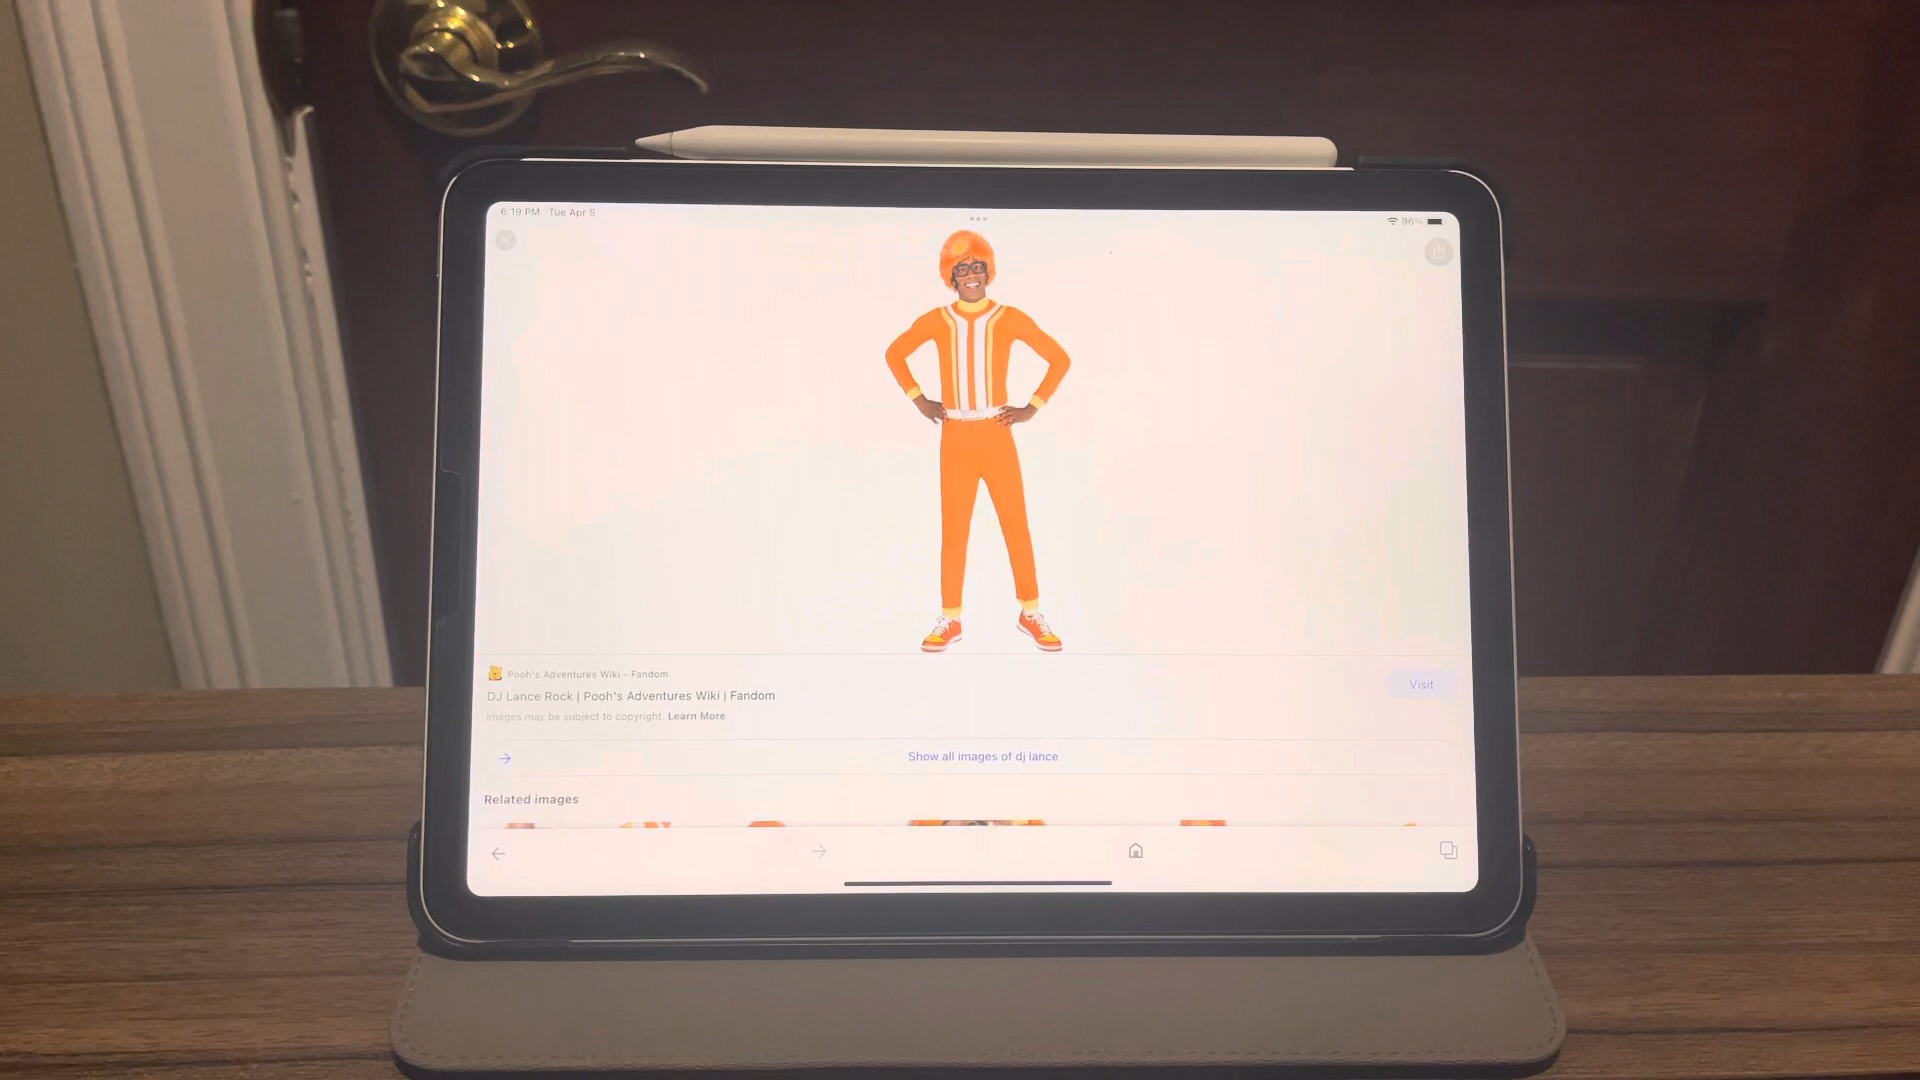 6:19 PM Tue Apr 5
96%
Pooh's Adventures Wiki - Fandom
DJ Lance Rock | Pooh's Adventures Wiki | Fandom
Visit
Images may be subject to copyright. Learn More
Show all images of dj lance
Related images